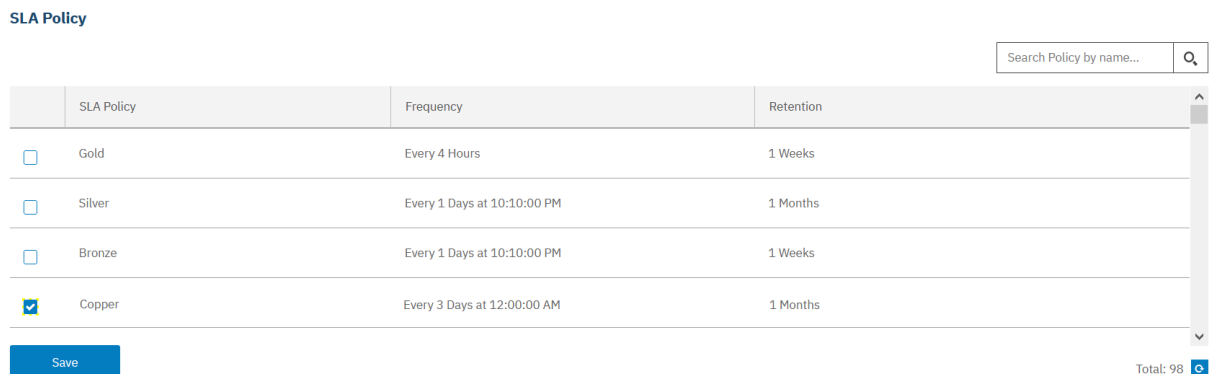 SLA Policy
Search Policy by name...
SLA Policy Frequency Retention
Gold Every 4 Hours 1 Weeks
Silver Every 1 Days at 10:10:00 PM 1 Months
Bronze Every 1 Days at 10:10:00 PM 1 Weeks
Copper Every 3 Days at 12:00:00 AM 1 Months
Save
Total: 98